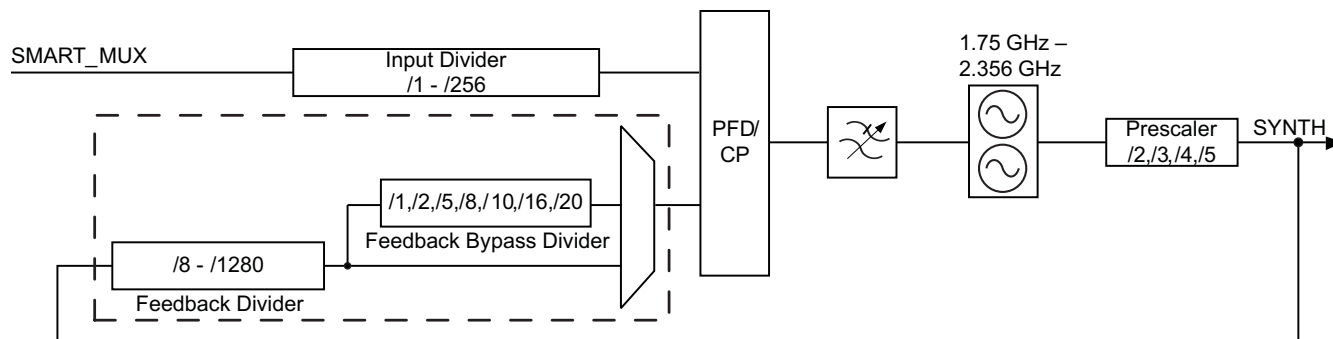 SMART_MUX
Input Divider
/1 - /256
1.75 GHz –
2.356 GHz
PFD/
CP
Prescaler
/2,/3,/4,/5
SYNTH
/1,/2,/5,/8,/10,/16,/20
Feedback Bypass Divider
/8 - /1280
Feedback Divider